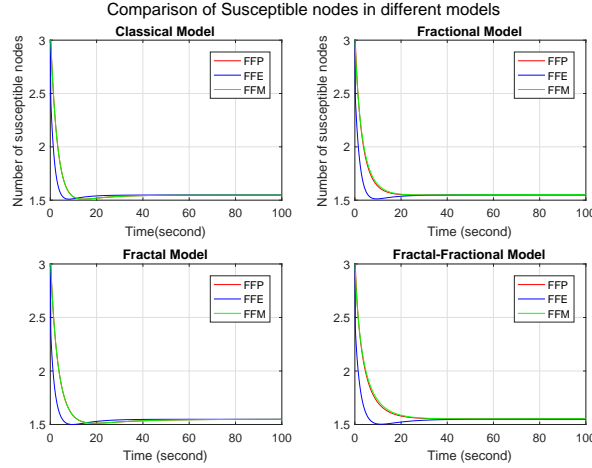 Comparison of Susceptible nodes in different models
Classical Model
Number of susceptible nodes
3
2.5
2
1.5
0 20 40 60 80 100
Time(second)
FFP
FFE
FFM
Fractional Model
Number of susceptible nodes
3
2.5
2
1.5
0 20 40 60 80 100
Time(second)
FFP
FFE
FFM
Fractal Model
3
2.5
2
1.5
0 20 40 60 80 100
Time (second)
FFP
FFE
FFM
Fractal-Fractional Model
3
2.5
2
1.5
0 20 40 60 80 100
Time (second)
FFP
FFE
FFM